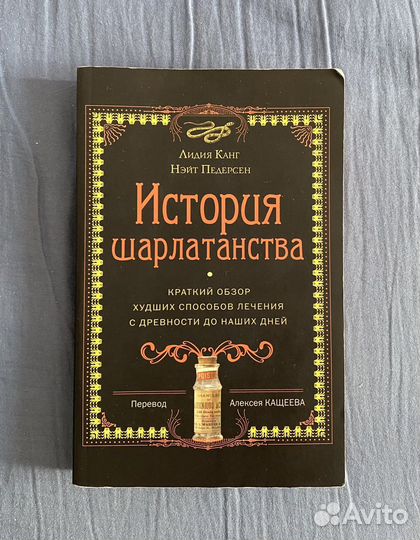 Лидия Канг
Нэйт Педерсен
История
шарлатанства
КРАТКИЙ ОБЗОР
ХУДШИХ СПОСОБОВ ЛЕЧЕНИЯ
С ДРЕВНОСТИ ДО НАШИХ ДНЕЙ
Перевод Алексея КАЩЕЕВА
Avito